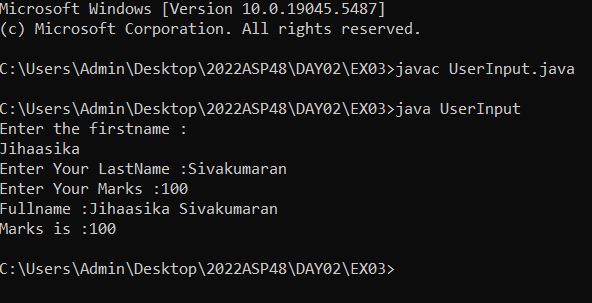 Microsoft Windows [Version 10.0.19045.5487]
(c) Microsoft Corporation. All rights reserved.
C:\Users\Admin\Desktop\2022ASP48\DAY02\EX03>javac UserInput.java
C:\Users\Admin\Desktop\2022ASP48\DAY02\EX03>java UserInput
Enter the firstname :
Jihaasika
Enter Your LastName :Sivakumaran
Enter Your Marks :100
Fullname :Jihaasika Sivakumaran
Marks is :100
C:\Users\Admin\Desktop\2022ASP48\DAY02\EX03>